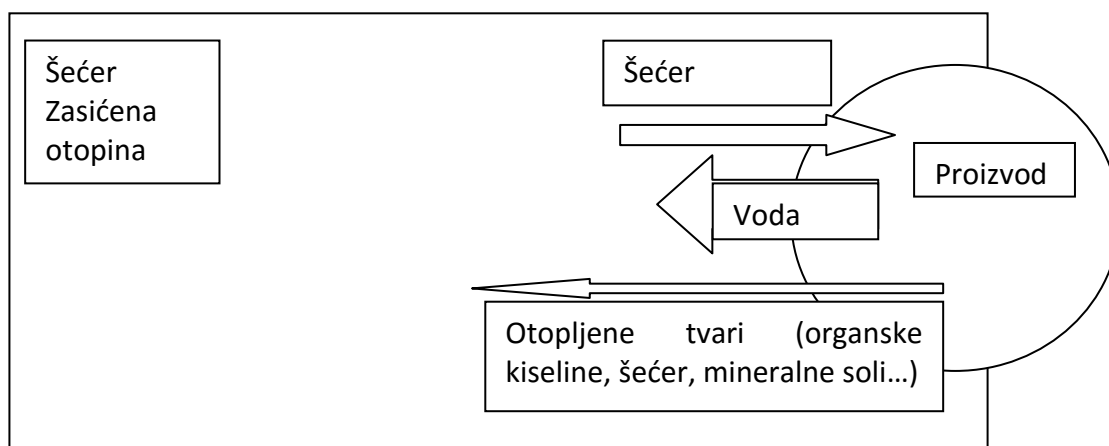 Šećer
Zasićena
otopina
Šećer
Proizvod
Voda
Otopljene tvari (organske
kiseline, šećer, mineralne soli…)